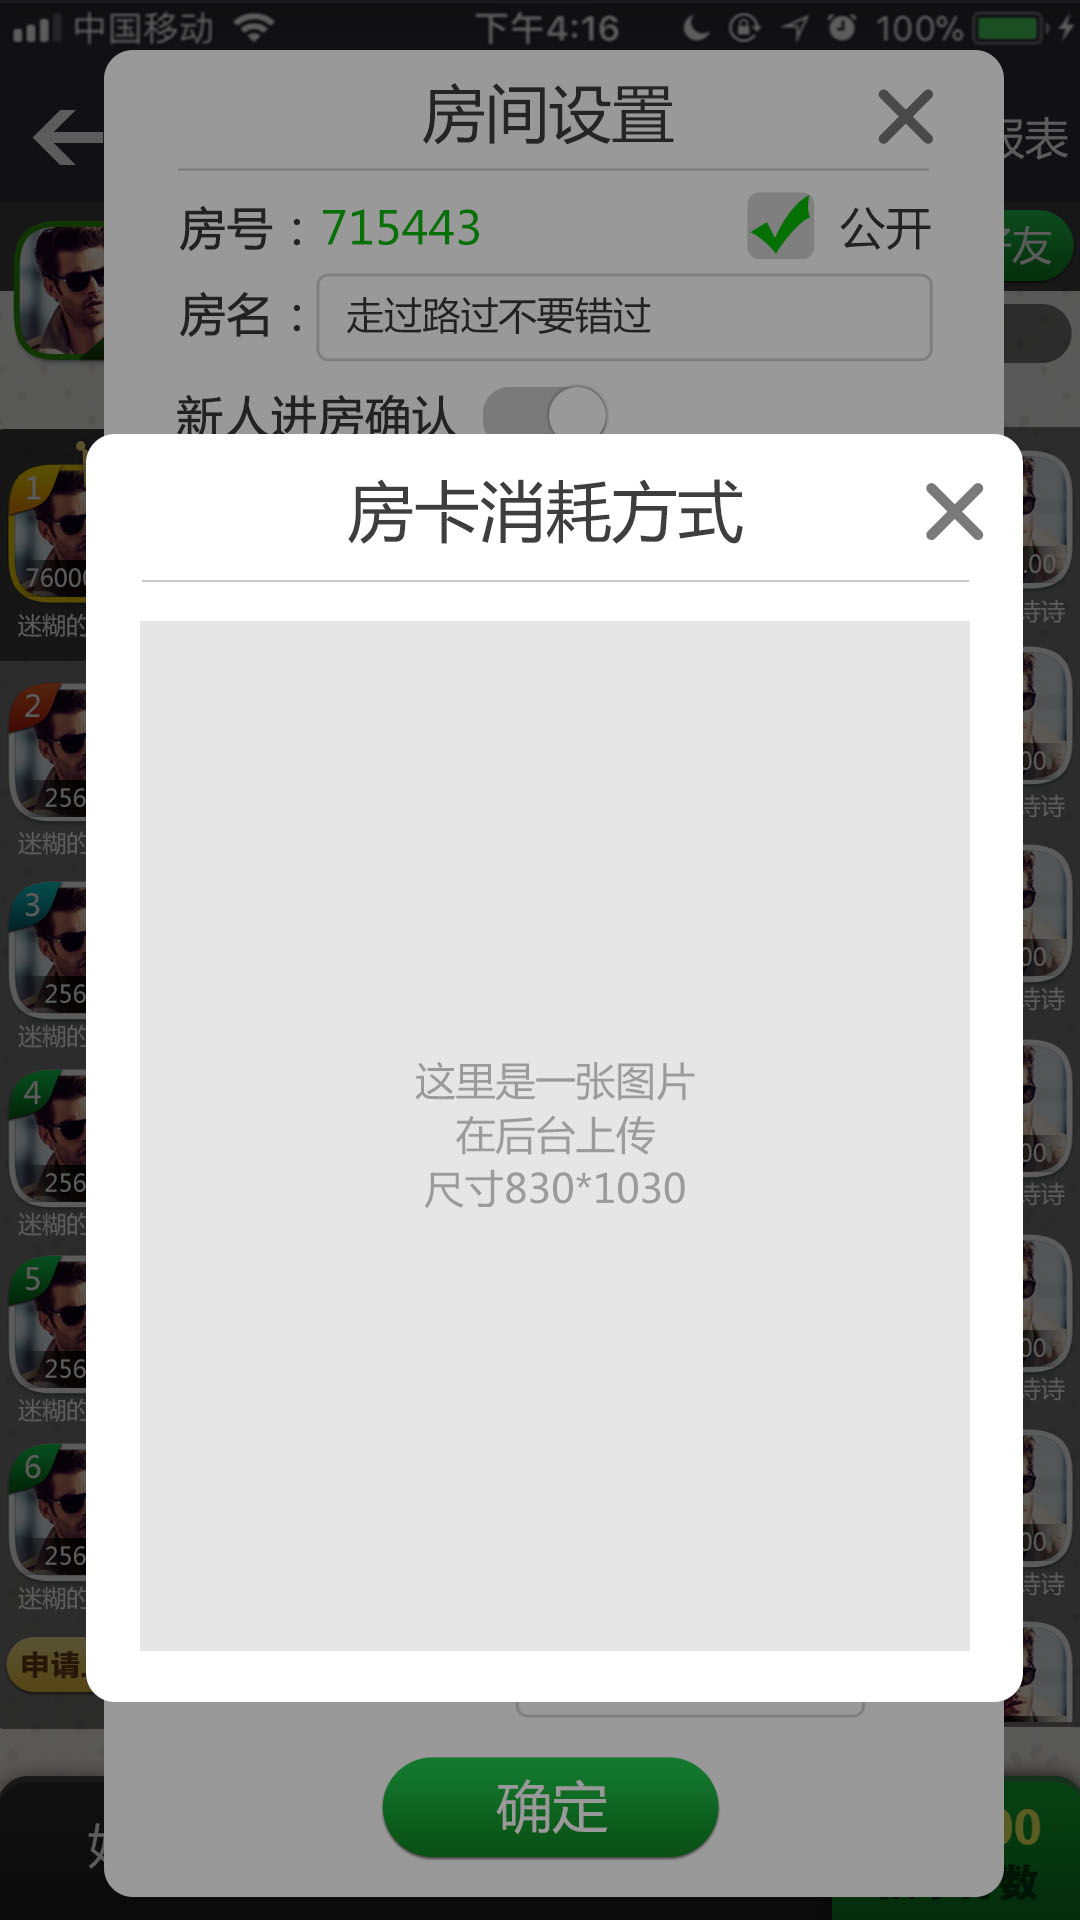 中国移动 下午4:16 100%
房间设置
报表
房号：715443 公开
友
房名：走过路过不要错过
新人进房确认
房卡消耗方式
1
7600
迷糊的
.00
诗诗
2
256
迷糊的
00
诗诗
3
256
迷糊的
00
诗诗
4
256
迷糊的
00
诗诗
5
256
迷糊的
00
诗诗
6
256
迷糊的
00
诗诗
这里是一张图片
在后台上传
尺寸830*1030
申请
确定
00
数